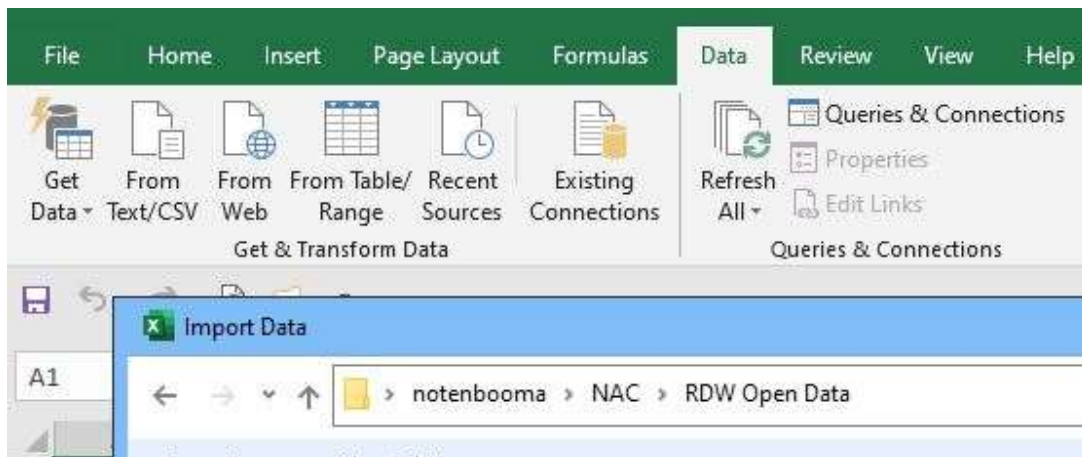 File Home Insert Page Layout Formulas Data Review View Help
Get Data From Text/CSV From Web From Table/ Range Recent Sources Existing Connections Refresh All Queries & Connections
Properties
Edit Links
Get & Transform Data Queries & Connections
Import Data
A1
notenbooma > NAC > RDW Open Data